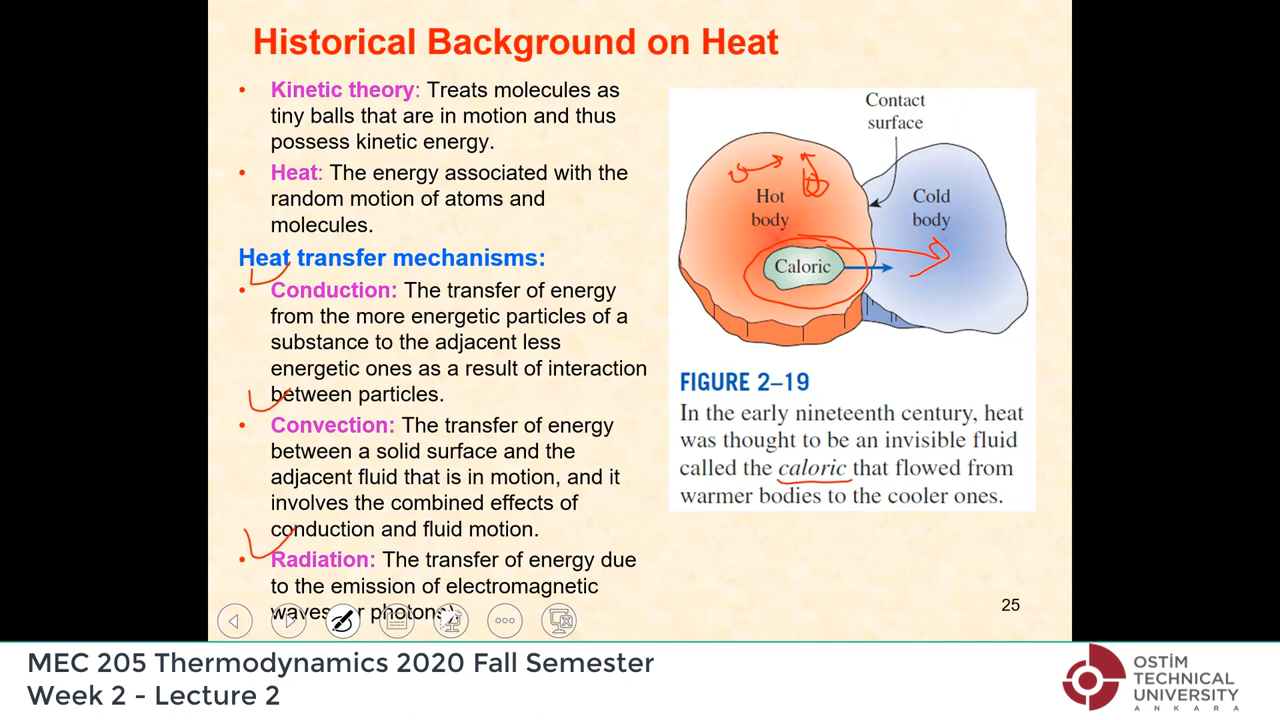 Historical Background on Heat
• Kinetic theory: Treats molecules as
tiny balls that are in motion and thus
possess kinetic energy.
• Heat: The energy associated with the
random motion of atoms and
molecules.
Heat transfer mechanisms:
• Conduction: The transfer of energy
from the more energetic particles of a
substance to the adjacent less
energetic ones as a result of interaction
between particles.
• Convection: The transfer of energy
between a solid surface and the
adjacent fluid that is in motion, and it
involves the combined effects of
conduction and fluid motion.
• Radiation: The transfer of energy due
to the emission of electromagnetic
waves (or photons).
Contact
surface
Hot
body
Cold
body
Caloric
FIGURE 2–19
In the early nineteenth century, heat
was thought to be an invisible fluid
called the caloric that flowed from
warmer bodies to the cooler ones.
25
MEC 205 Thermodynamics 2020 Fall Semester
Week 2 - Lecture 2
OSTİM
TECHNICAL
UNIVERSITY
ANKARA